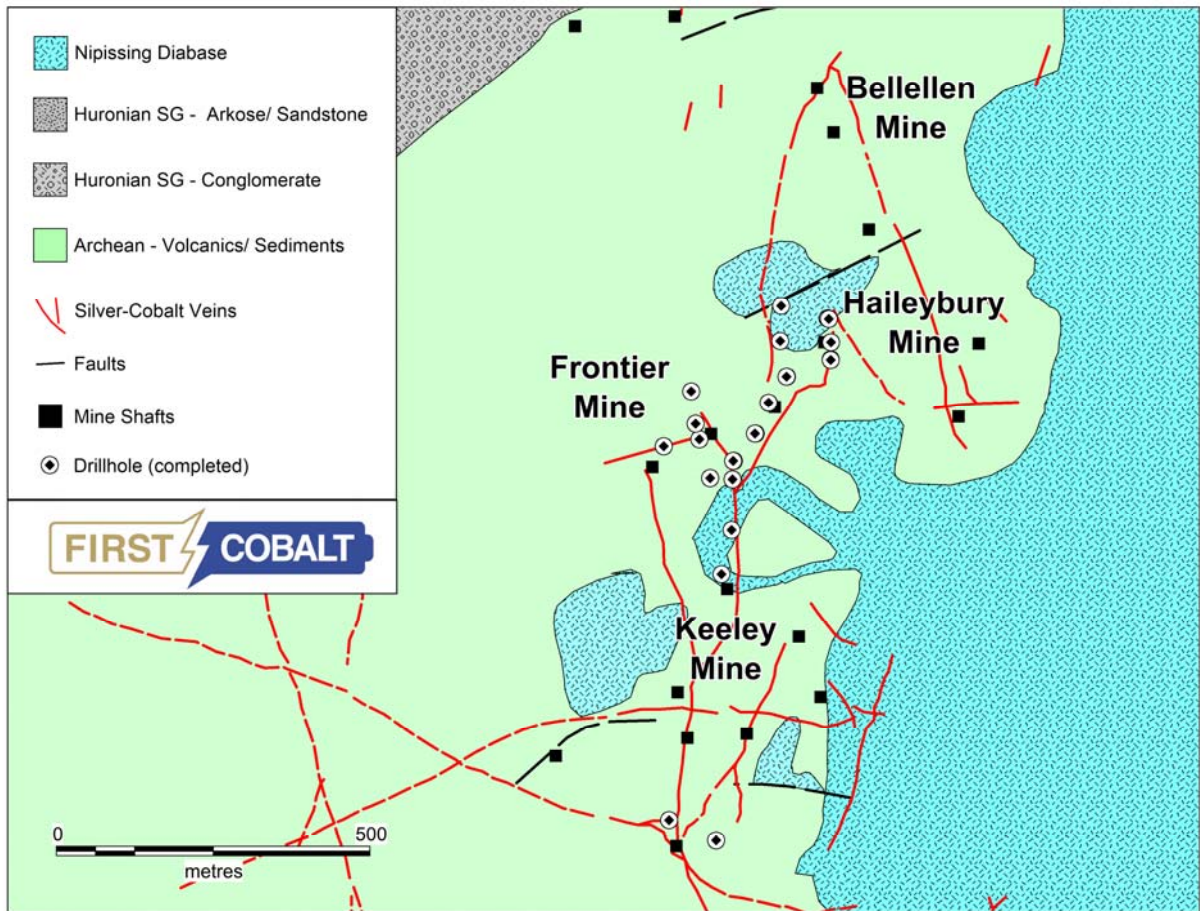 Nipissing Diabase
Huronian SG - Arkose/ Sandstone
Huronian SG - Conglomerate
Archean - Volcanics/ Sediments
Silver-Cobalt Veins
Faults
Mine Shafts
Drillhole (completed)
FIRST COBALT
Bellellen
Mine
Haileybury
Mine
Frontier
Mine
Keeley
Mine
0 500
metres